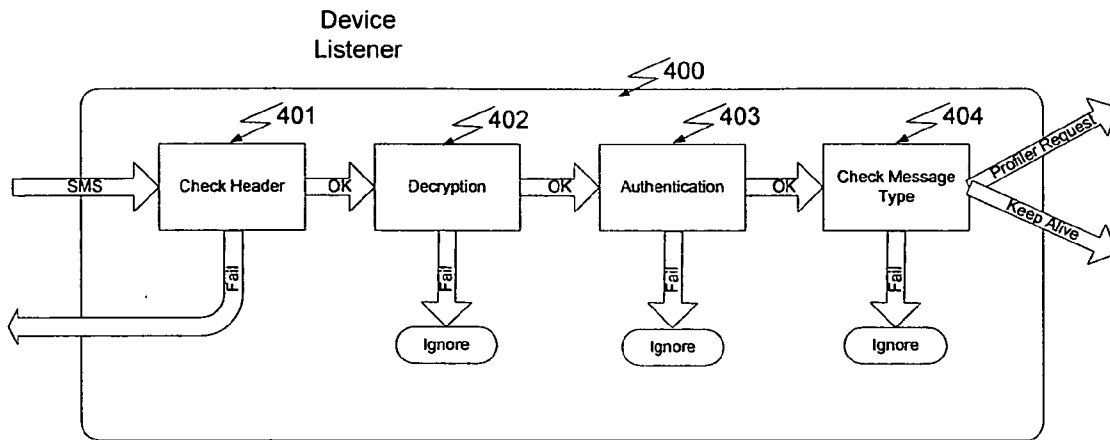 Device
Listener
400
401
402
403
404
SMS
Check Header
OK
Decryption
OK
Authentication
OK
Check Message
Type
Profiler Request
Keep Alive
Fail
Fail
Fail
Fail
Ignore
Ignore
Ignore